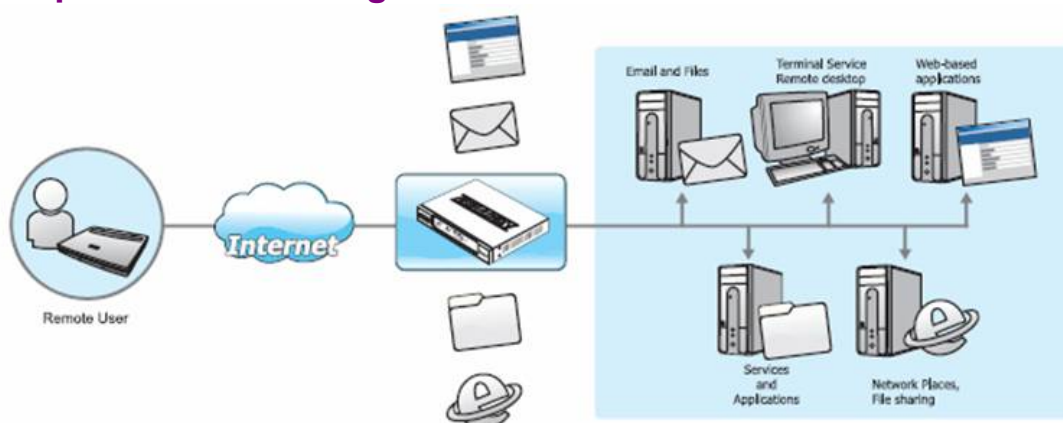 Email and Files
Terminal Service
Remote desktop
Web-based
applications
Internet
Remote User
Services
and
Applications
Network Places,
File sharing